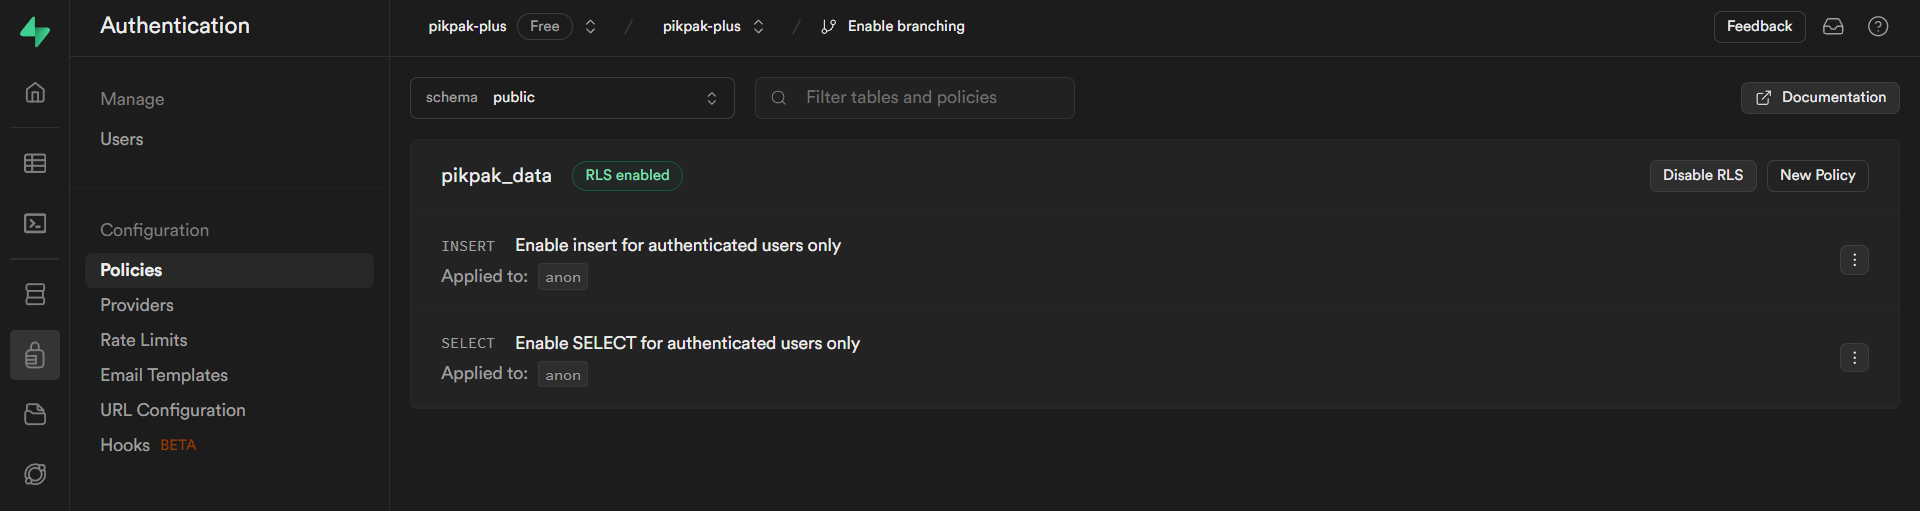 Authentication
pikpak-plus Free / pikpak-plus / Enable branching
Feedback
Manage
Users
Configuration
Policies
Providers
Rate Limits
Email Templates
URL Configuration
Hooks BETA
schema public
Filter tables and policies
Documentation
pikpak_data RLS enabled
Disable RLS New Policy
INSERT Enable insert for authenticated users only
Applied to: anon
SELECT Enable SELECT for authenticated users only
Applied to: anon